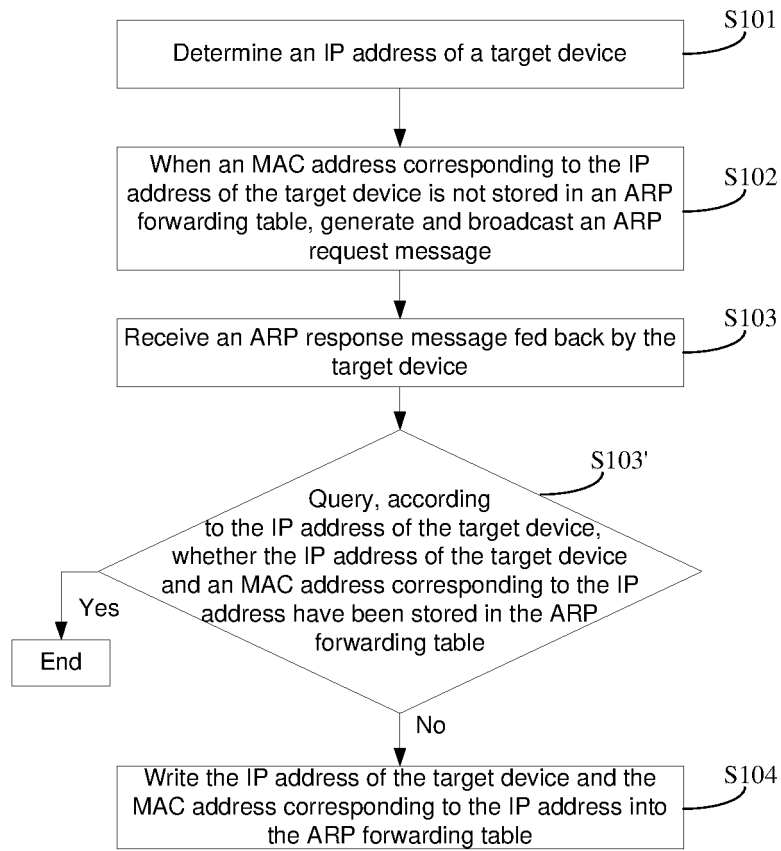 S101
Determine an IP address of a target device
When an MAC address corresponding to the IP
address of the target device is not stored in an ARP
forwarding table, generate and broadcast an ARP
request message
S102
S103
Receive an ARP response message fed back by the
target device
S103'
Query, according
to the IP address of the target device,
whether the IP address of the target device
and an MAC address corresponding to the IP
address have been stored in the ARP
forwarding table
Yes
End
No
Write the IP address of the target device and the
MAC address corresponding to the IP address into
the ARP forwarding table
S104